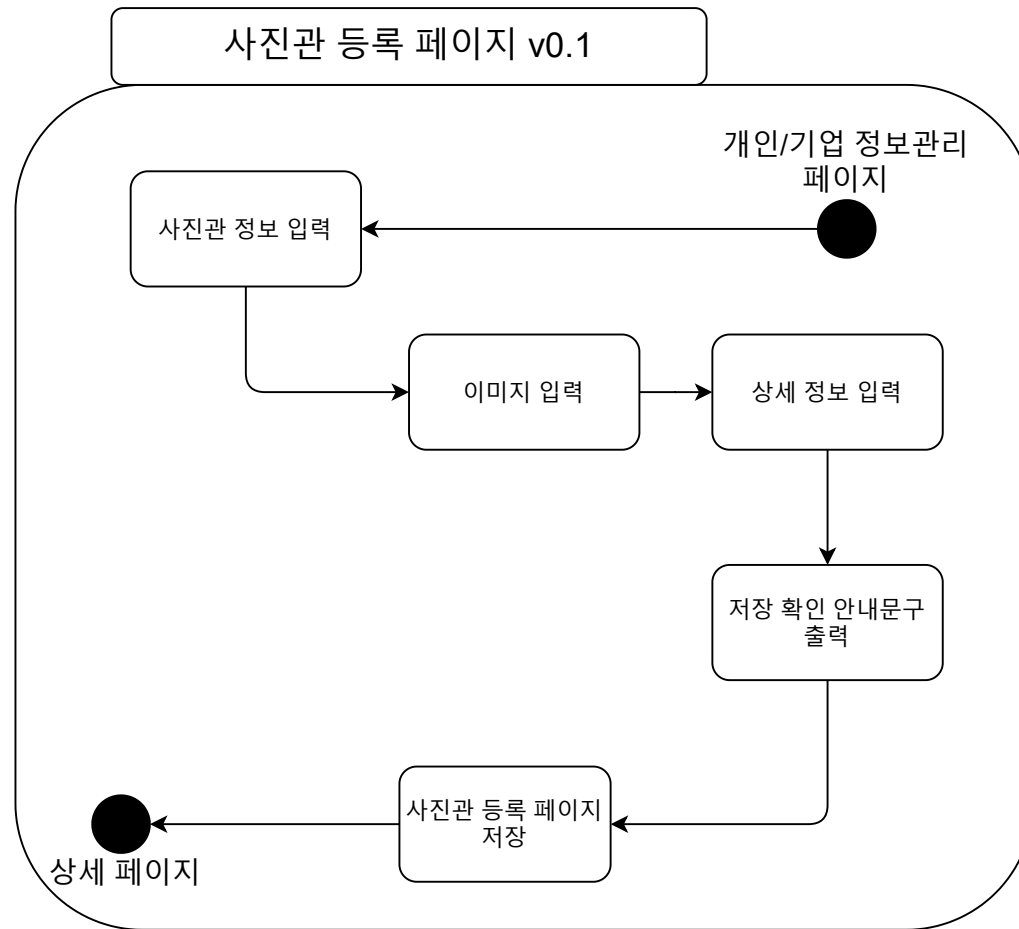 사진관 등록 페이지 v0.1
개인/기업 정보관리
페이지
사진관 정보 입력
이미지 입력
상세 정보 입력
저장 확인 안내문구
출력
사진관 등록 페이지
저장
상세 페이지